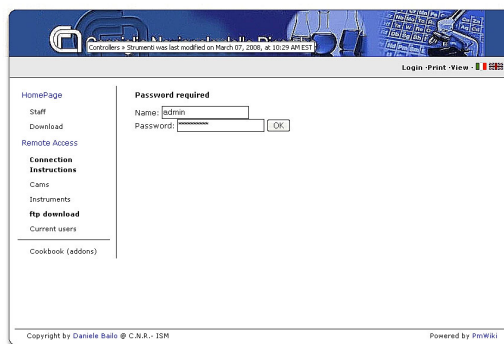 Controllers » Strumenti was last modified on March 07, 2008, at 10:29 AM EST
Login ·Print ·View ·
HomePage
Staff
Download
Remote Access
Connection
Instructions
Cams
Instruments
ftp download
Current users
Cookbook (addons)
Password required
Name: admin
Password: OK
Copyright by Daniele Bailo @ C.N.R.- ISM
Powered by PmWiki